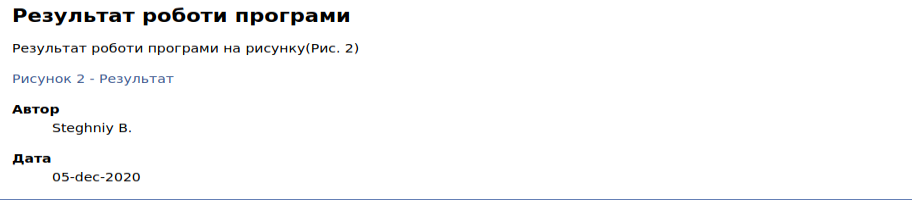 Результат роботи програми
Результат роботи програми на рисунку(Рис. 2)
Рисунок 2 - Результат
Автор
Steghniy B.
Дата
05-dec-2020